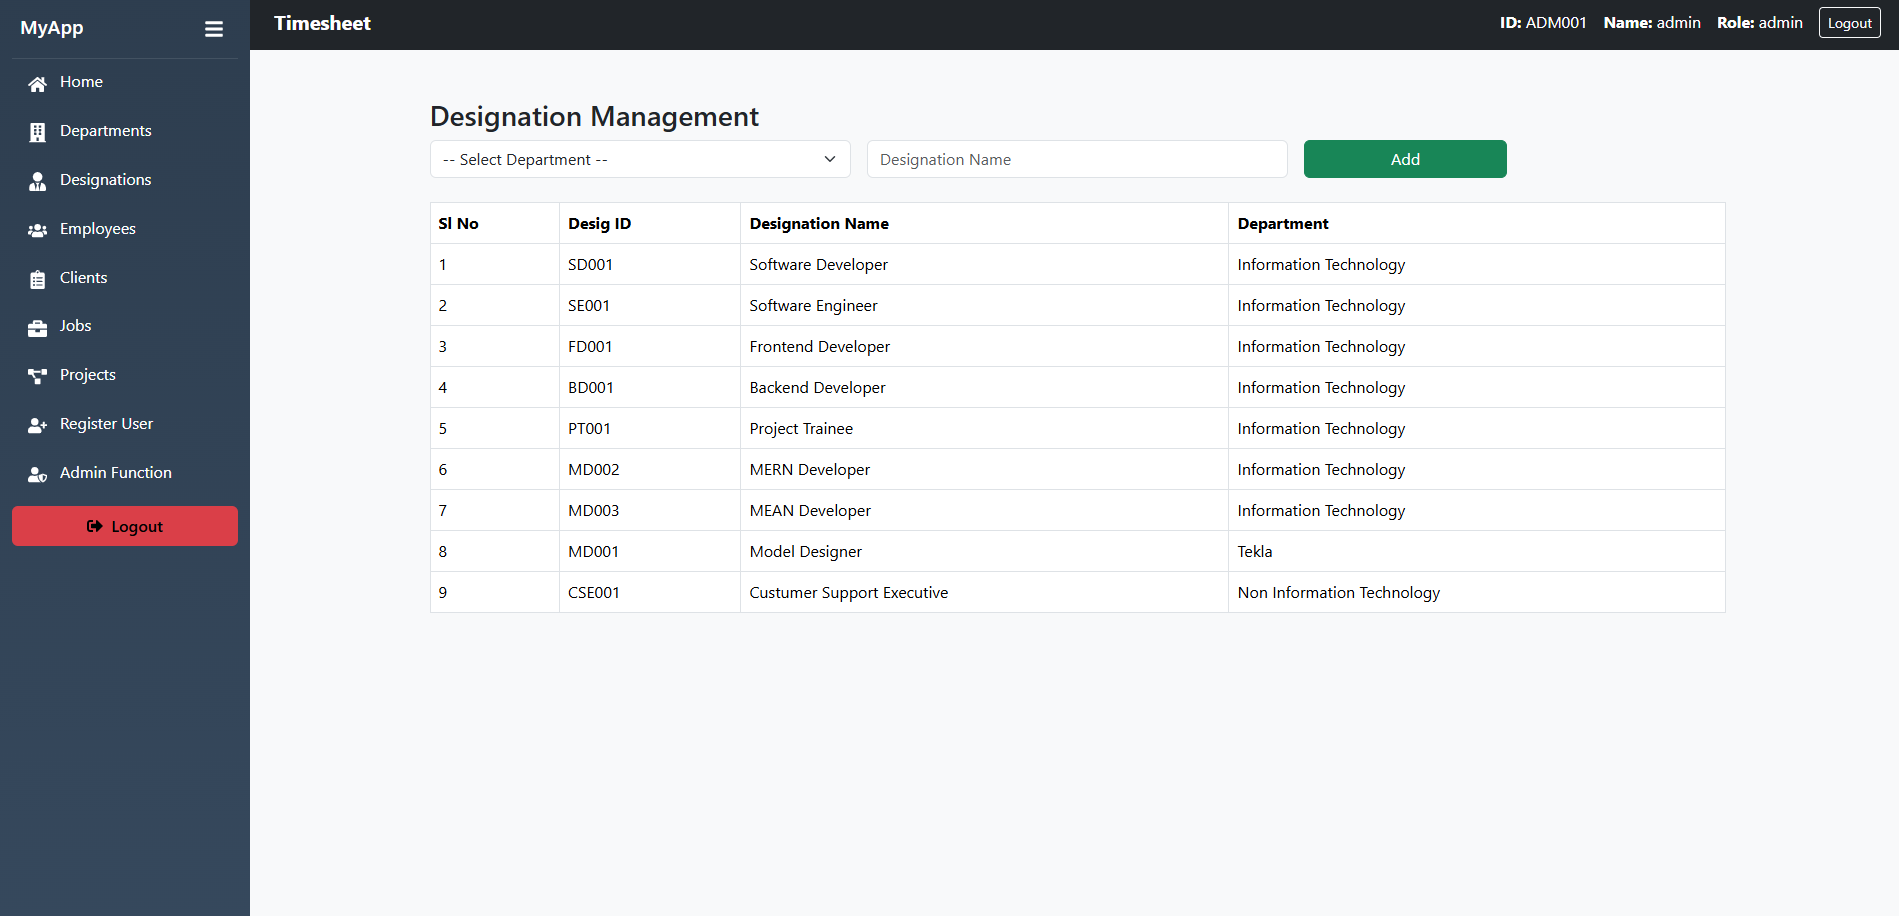 MyApp
Timesheet
ID: ADM001 Name: admin Role: admin Logout
Home
Departments
Designations
Employees
Clients
Jobs
Projects
Register User
Admin Function
Logout
Designation Management
-- Select Department -- Designation Name Add
Sl No Desig ID Designation Name Department
1 SD001 Software Developer Information Technology
2 SE001 Software Engineer Information Technology
3 FD001 Frontend Developer Information Technology
4 BD001 Backend Developer Information Technology
5 PT001 Project Trainee Information Technology
6 MD002 MERN Developer Information Technology
7 MD003 MEAN Developer Information Technology
8 MD001 Model Designer Tekla
9 CSE001 Custumer Support Executive Non Information Technology